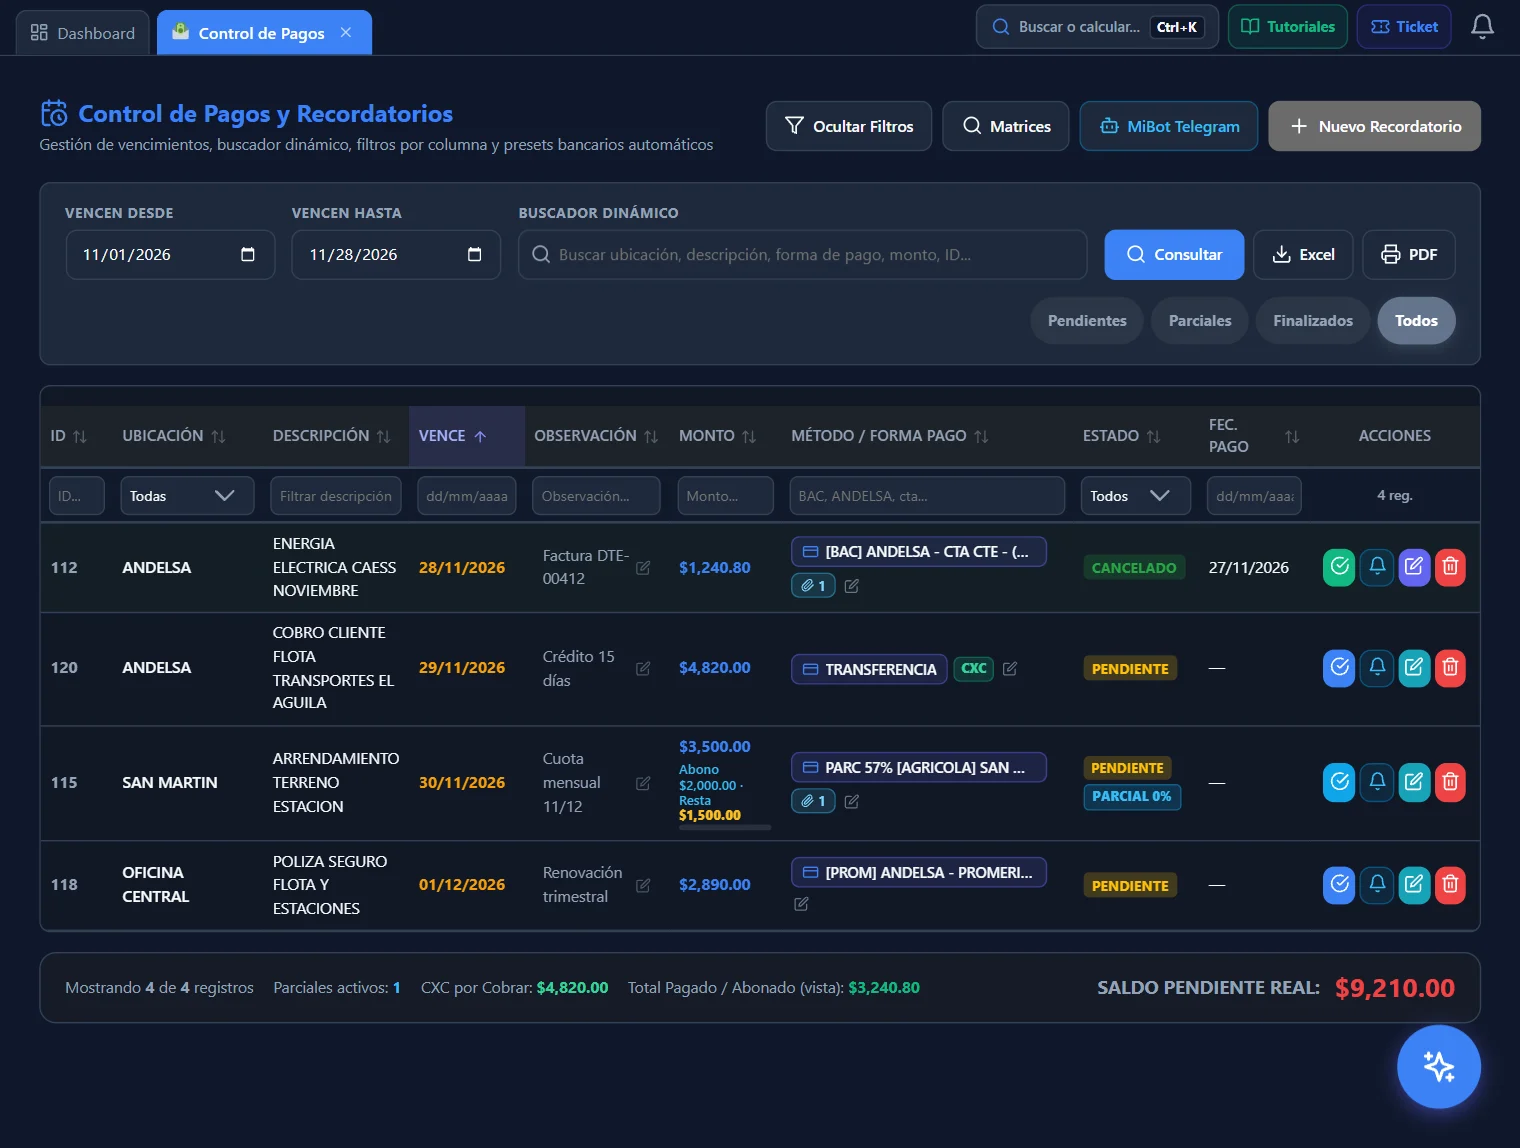 Dashboard
Control de Pagos
Buscar o calcular...
Ctrl+K
Tutoriales
Ticket
Control de Pagos y Recordatorios
Gestión de vencimientos, buscador dinámico, filtros por columna y presets bancarios automáticos
Ocultar Filtros
Matrices
MiBot Telegram
Nuevo Recordatorio
VENCEN DESDE
VENCEN HASTA
BUSCADOR DINÁMICO
11/01/2026
11/28/2026
Buscar ubicación, descripción, forma de pago, monto, ID...
Consultar
Excel
PDF
Pendientes
Parciales
Finalizados
Todos
ID
UBICACIÓN
DESCRIPCIÓN
VENCE
OBSERVACIÓN
MONTO
MÉTODO / FORMA PAGO
ESTADO
FEC.
PAGO
ACCIONES
ID...
Todas
Filtrar descripción
dd/mm/aaaa
Observación...
Monto...
BAC, ANDELSA, cta...
Todos
dd/mm/aaaa
4 reg.
112
ANDELSA
ENERGIA
ELECTRICA CAESS
NOVIEMBRE
28/11/2026
Factura DTE-
00412
$1,240.80
[BAC] ANDELSA - CTA CTE - (...
1
CANCELADO
27/11/2026
120
ANDELSA
COBRO CLIENTE
FLOTA
TRANSPORTES EL
AGUILA
29/11/2026
Crédito 15
días
$4,820.00
TRANSFERENCIA
CXC
PENDIENTE
—
115
SAN MARTIN
ARRENDAMIENTO
TERRENO
ESTACION
30/11/2026
Cuota
mensual
11/12
$3,500.00
Abono
$2,000.00 ·
Resta
$1,500.00
PARC 57% [AGRICOLA] SAN ...
1
PENDIENTE
PARCIAL 0%
—
118
OFICINA
CENTRAL
POLIZA SEGURO
FLOTA Y
ESTACIONES
01/12/2026
Renovación
trimestral
$2,890.00
[PROM] ANDELSA - PROMERI...
PENDIENTE
—
Mostrando 4 de 4 registros
Parciales activos: 1
CXC por Cobrar: $4,820.00
Total Pagado / Abonado (vista): $3,240.80
SALDO PENDIENTE REAL: $9,210.00